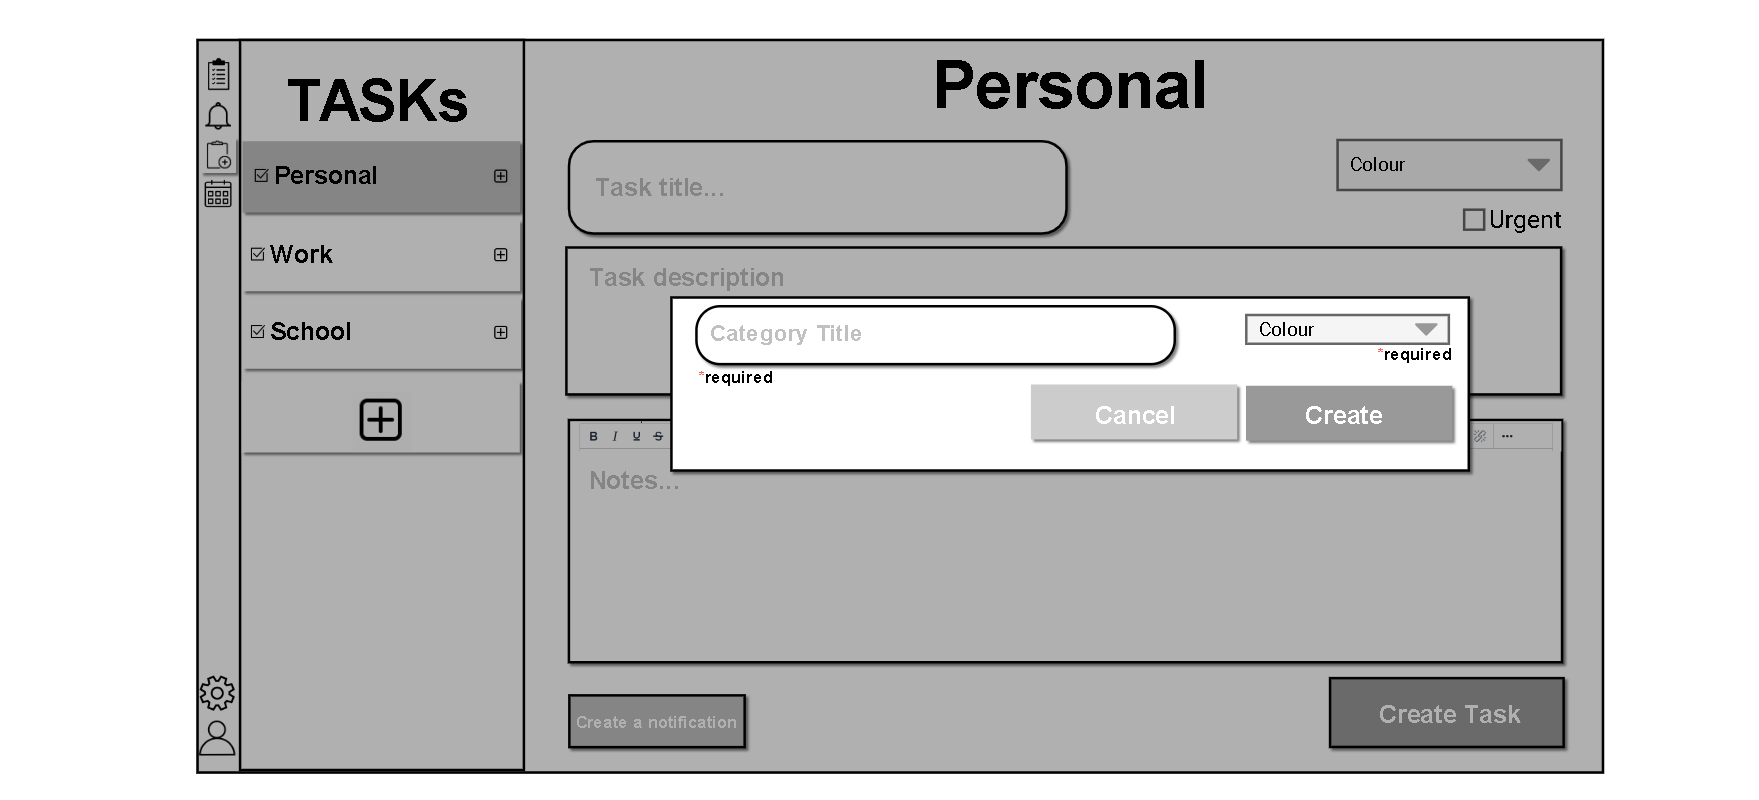 TASKs
Personal
Work
School
Personal
Task title...
Colour
Urgent
Task description
Category Title
*required
Colour
*required
Cancel
Create
B I U S
Notes...
Create a notification
Create Task